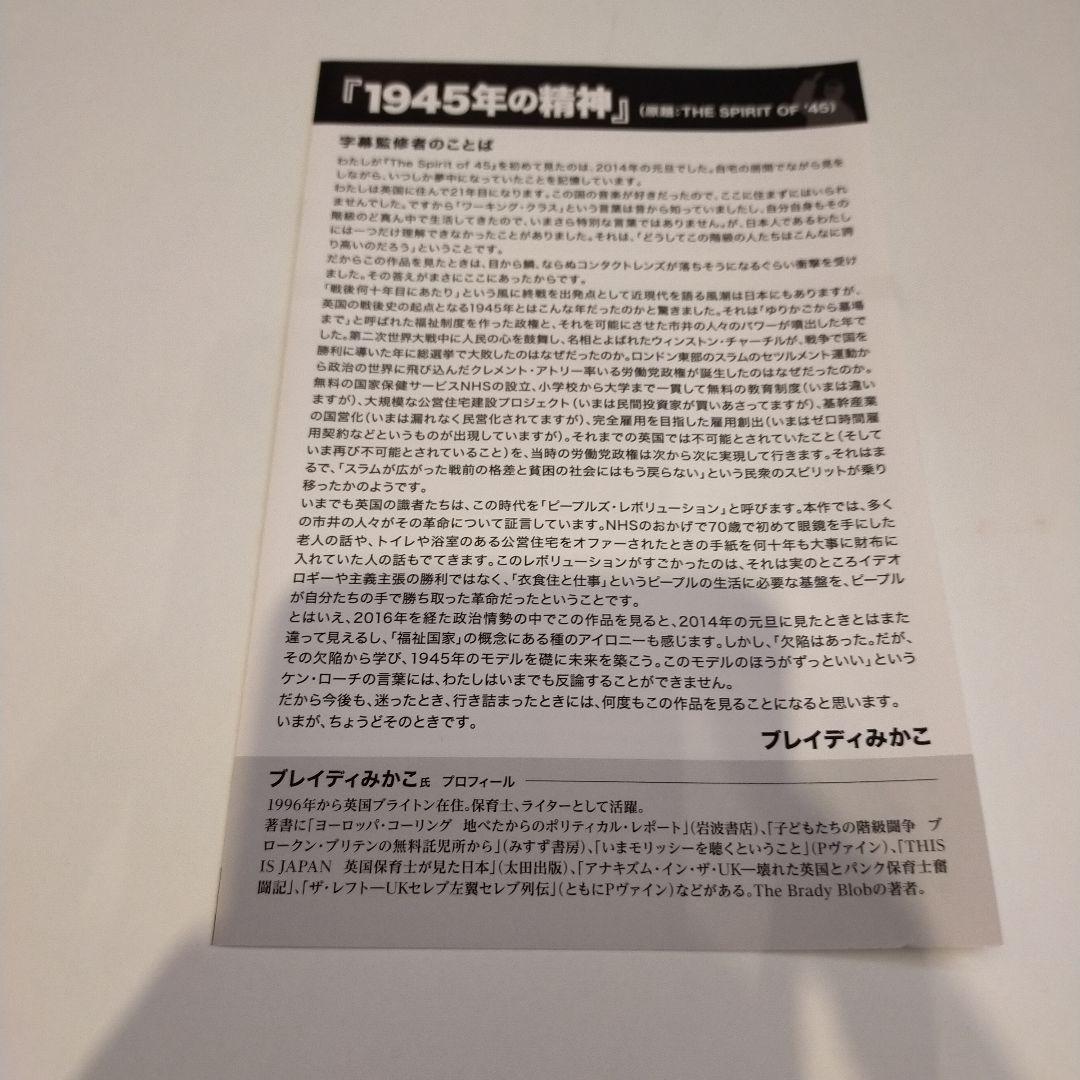 『1945年の精神』(原題:THE SPIRIT OF '45)
字幕監修者のことば
わたしが『The Spirit of 45』を初めて見たのは、2014年の元旦でした。自宅の居間でながら見を
しながら、いつしか夢中になっていたことを記憶しています。
わたしは英国に住んで21年目になります。この国の音楽が好きだったので、ここに住まずにはいられ
ませんでした。ですから「ワーキング・クラス」という言葉は昔から知っていましたし、自分自身もその
階級のど真ん中で生活してきたので、いまさら特別な言葉ではありません。が、日本人であるわたし
には一つだけ理解できなかったことがありました。それは、「どうしてこの階級の人たちはこんなに誇
り高いのだろう」ということです。
だからこの作品を見たときは、目から鱗、ならぬコンタクトレンズが落ちそうになるぐらい衝撃を受け
ました。その答えがまさにここにあったからです。
「戦後何十年目にあたり」という風に終戦を出発点として近現代を語る風潮は日本にもありますが、
英国の戦後史の起点となる1945年とはこんな年だったのかと驚きました。それは「ゆりかごから墓場
まで」と呼ばれた福祉制度を作った政権と、それを可能にさせた市井の人々のパワーが噴出した年で
した。第二次世界大戦中に人民の心を鼓舞し、名相とよばれたウィンストン・チャーチルが、戦争で国を
勝利に導いた年に総選挙で大敗したのはなぜだったのか。ロンドン東部のスラムのセツルメント運動か
ら政治の世界に飛び込んだクレメント・アトリー率いる労働党政権が誕生したのはなぜだったのか。
無料の国家保健サービスNHSの設立、小学校から大学まで一貫して無料の教育制度(いまは違い
ますが)、大規模な公営住宅建設プロジェクト(いまは民間投資家が買いあさってますが)、基幹産業
の国営化(いまは漏れなく民営化されてますが)、完全雇用を目指した雇用創出(いまはゼロ時間雇
用契約などというものが出現していますが)。それまでの英国では不可能とされていたこと(そして
いま再び不可能とされていること)を、当時の労働党政権は次から次に実現して行きます。それはま
るで、「スラムが広がった戦前の格差と貧困の社会にはもう戻らない」という民衆のスピリットが乗り
移ったかのようです。
いまでも英国の識者たちは、この時代を「ピープルズ・レボリューション」と呼びます。本作では、多く
の市井の人々がその革命について証言しています。NHSのおかげで70歳で初めて眼鏡を手にした
老人の話や、トイレや浴室のある公営住宅をオファーされたときの手紙を何十年も大事に財布に
入れていた人の話もでてきます。このレボリューションがすごかったのは、それは実のところイデオ
ロギーや主義主張の勝利ではなく、「衣食住と仕事」というピープルの生活に必要な基盤を、ピープル
が自分たちの手で勝ち取った革命だったということです。
とはいえ、2016年を経た政治情勢の中でこの作品を見ると、2014年の元旦に見たときとはまた
違って見えるし、「福祉国家」の概念にある種のアイロニーも感じます。しかし、「欠陥はあった。だが、
その欠陥から学び、1945年のモデルを礎に未来を築こう。このモデルのほうがずっといい」という
ケン・ローチの言葉には、わたしはいまでも反論することができません。
だから今後も、迷ったとき、行き詰まったときには、何度もこの作品を見ることになると思います。
いまが、ちょうどそのときです。
ブレイディみかこ
ブレイディみかこ氏 プロフィール
1996年から英国ブライトン在住。保育士、ライターとして活躍。
著書に「ヨーロッパ・コーリング 地べたからのポリティカル・レポート」(岩波書店)、「子どもたちの階級闘争 ブ
ロークン・ブリテンの無料託児所から」(みすず書房)、「いまモリッシーを聴くということ」(Pヴァイン)、「THIS
IS JAPAN 英国保育士が見た日本」(太田出版)、「アナキズム・イン・ザ・UK―壊れた英国とパンク保育士奮
闘記」、「ザ・レフト―UKセレブ左翼セレブ列伝」(ともにPヴァイン)などがある。The Brady Blobの著者。